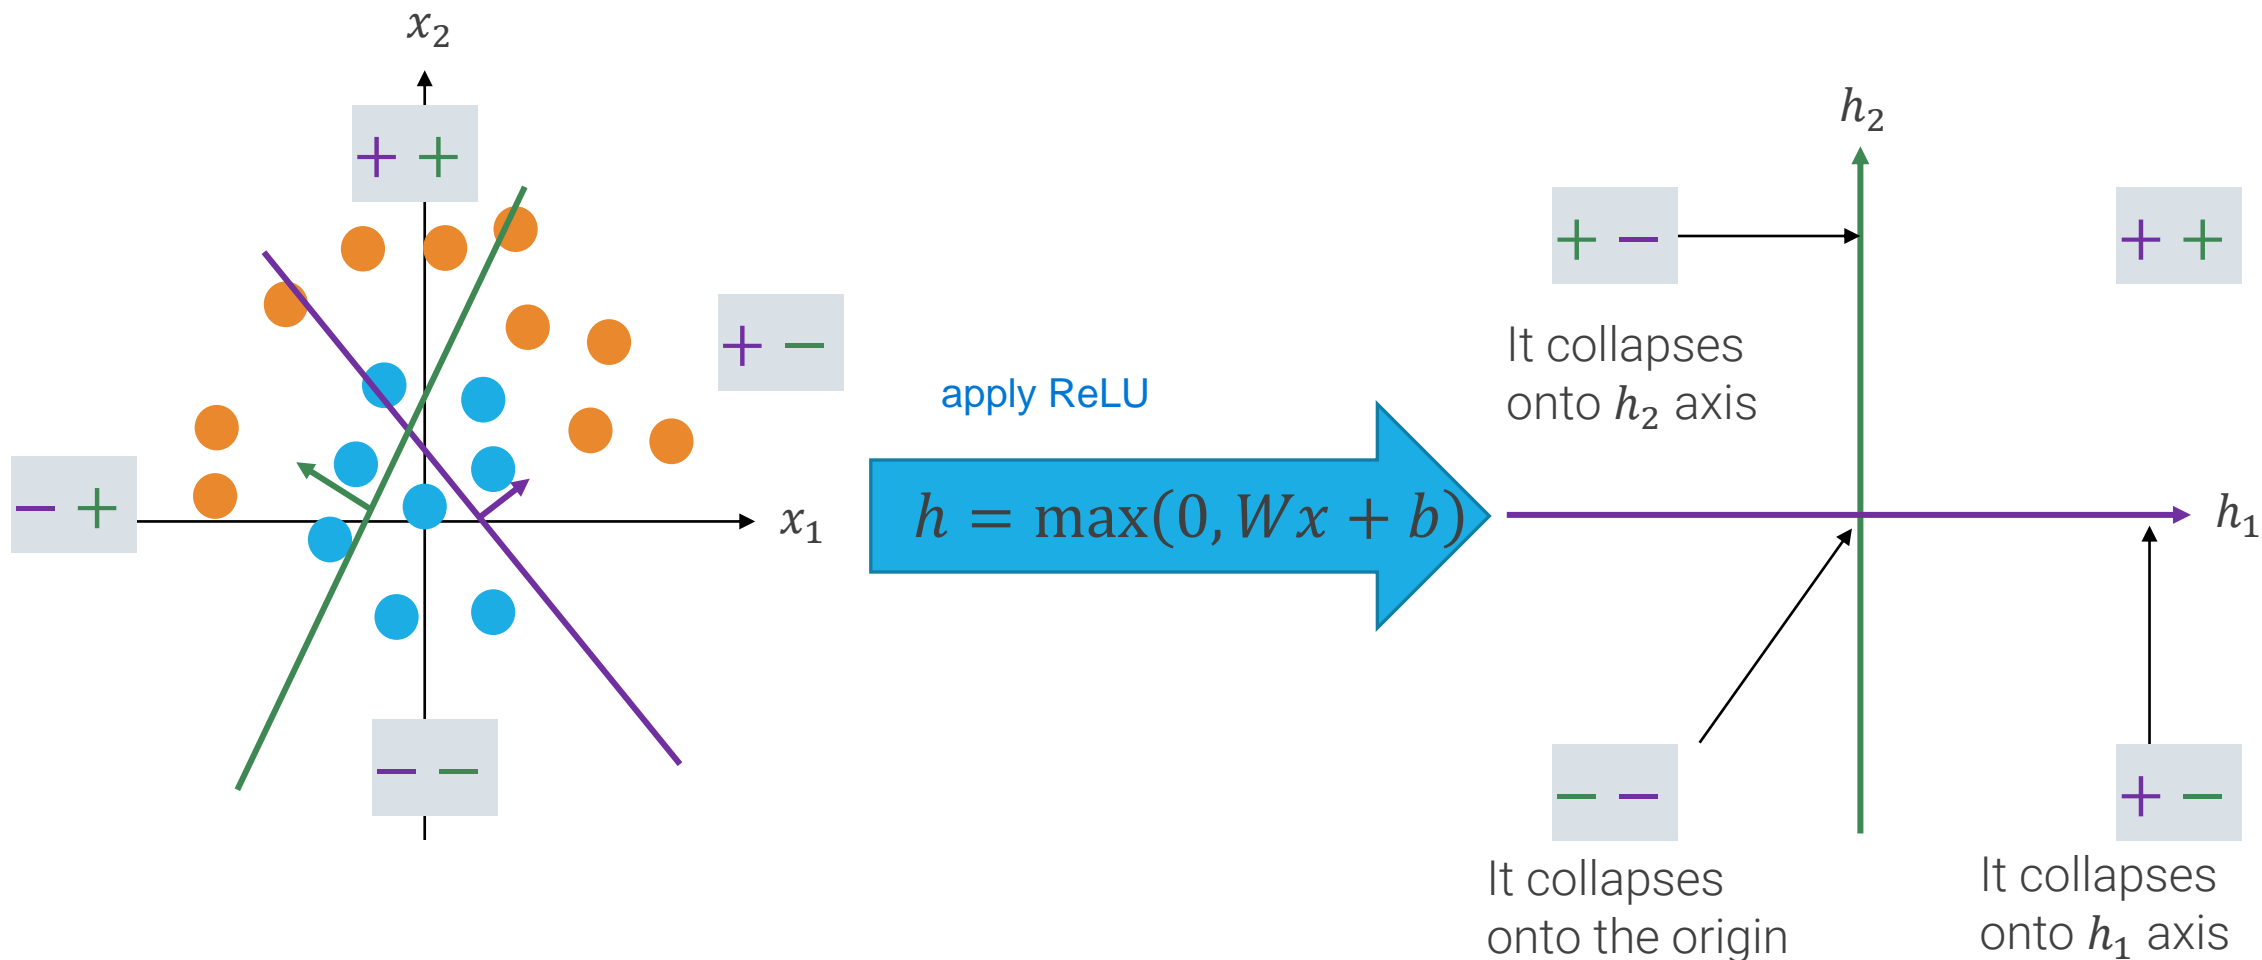 x₂
+ +
+ −
− +
x₁
− −
apply ReLU
h = max(0, Wx + b)
h₂
+ −
+ +
It collapses
onto h₂ axis
h₁
− −
It collapses
onto the origin
+ −
It collapses
onto h₁ axis